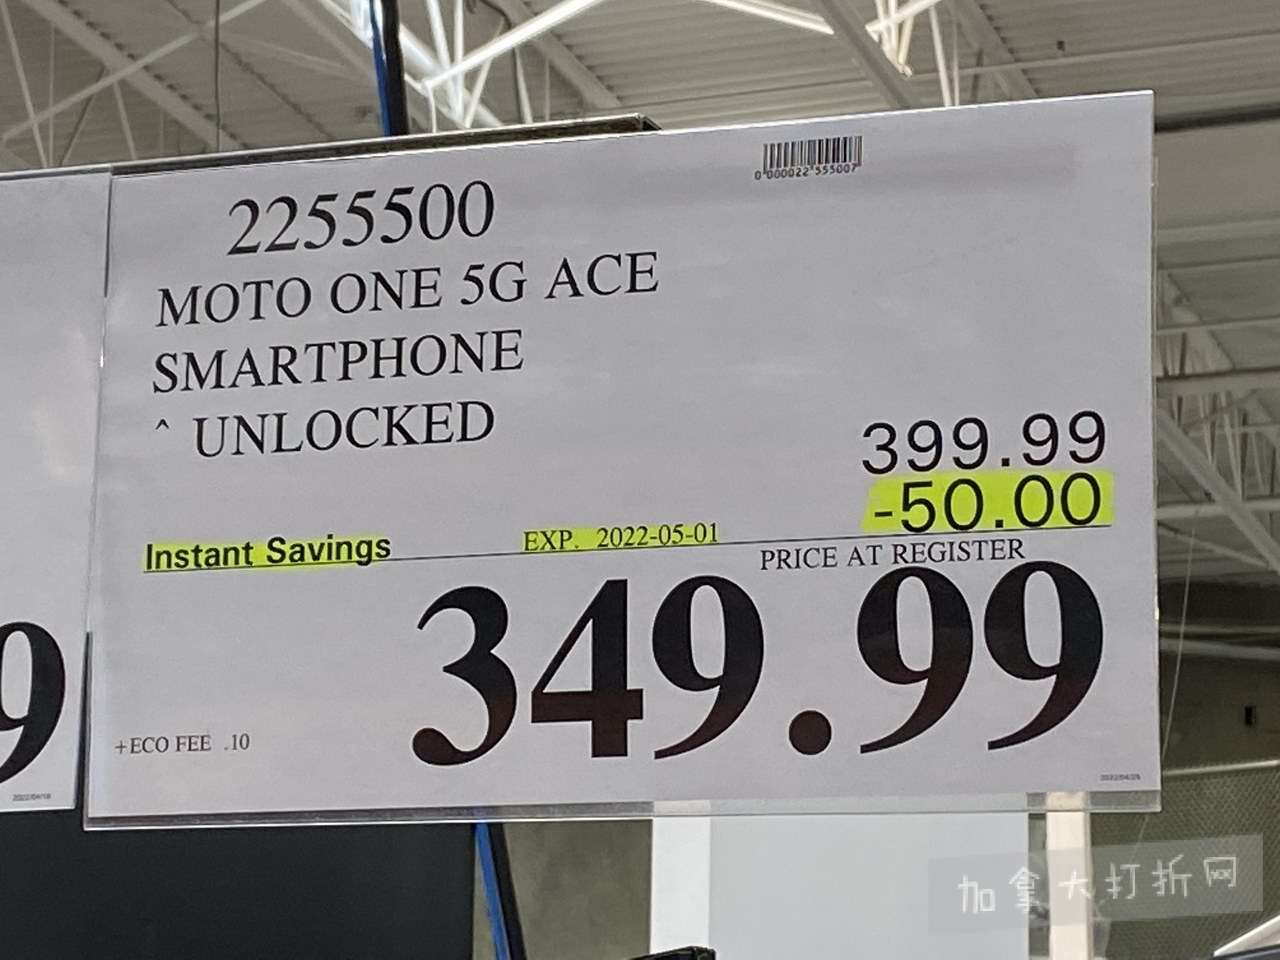 0 000022 555007
2255500
MOTO ONE 5G ACE
SMARTPHONE
^ UNLOCKED
399.99
-50.00
Instant Savings EXP. 2022-05-01
PRICE AT REGISTER
349.99
+ECO FEE .10
9
加拿大打折网